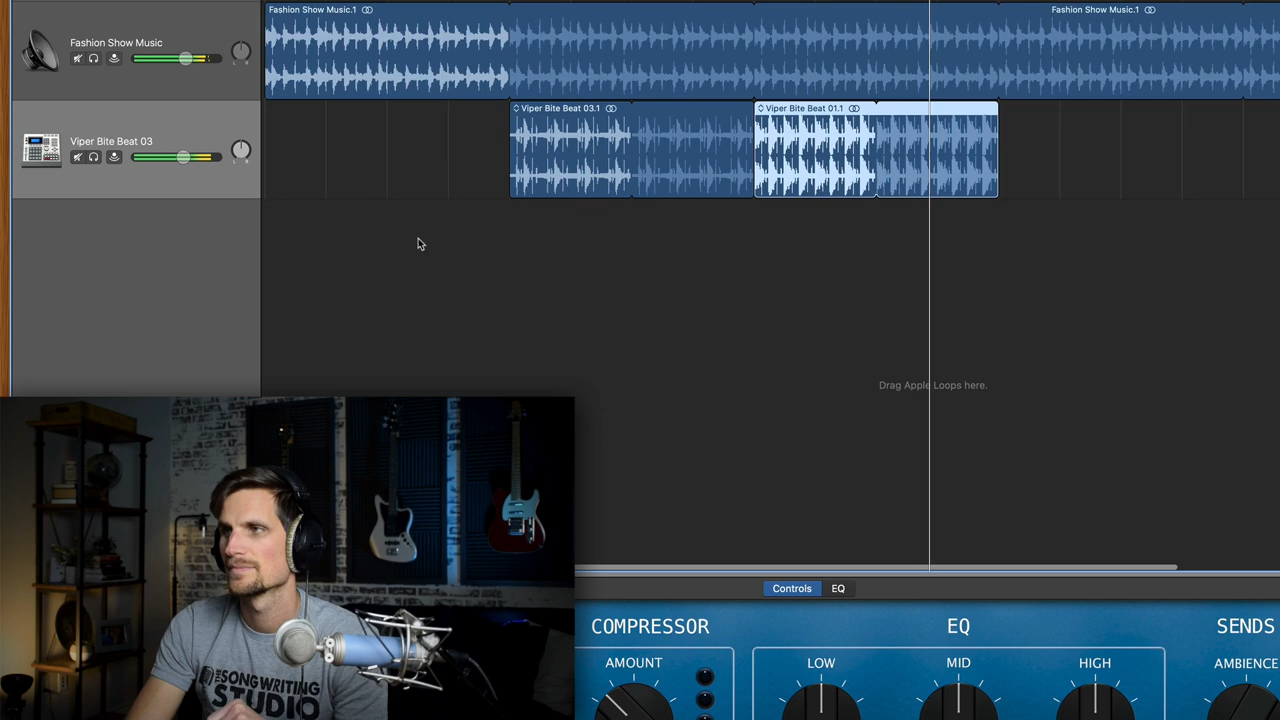 Fashion Show Music.1
Fashion Show Music.1
Fashion Show Music
L R
Viper Bite Beat 03.1
Viper Bite Beat 01.1
Viper Bite Beat 03
L R
Drag Apple Loops here.
Controls
EQ
COMPRESSOR
EQ
SENDS
AMOUNT
LOW
MID
HIGH
AMBIENCE
THE SONGWRITING
STUDIO